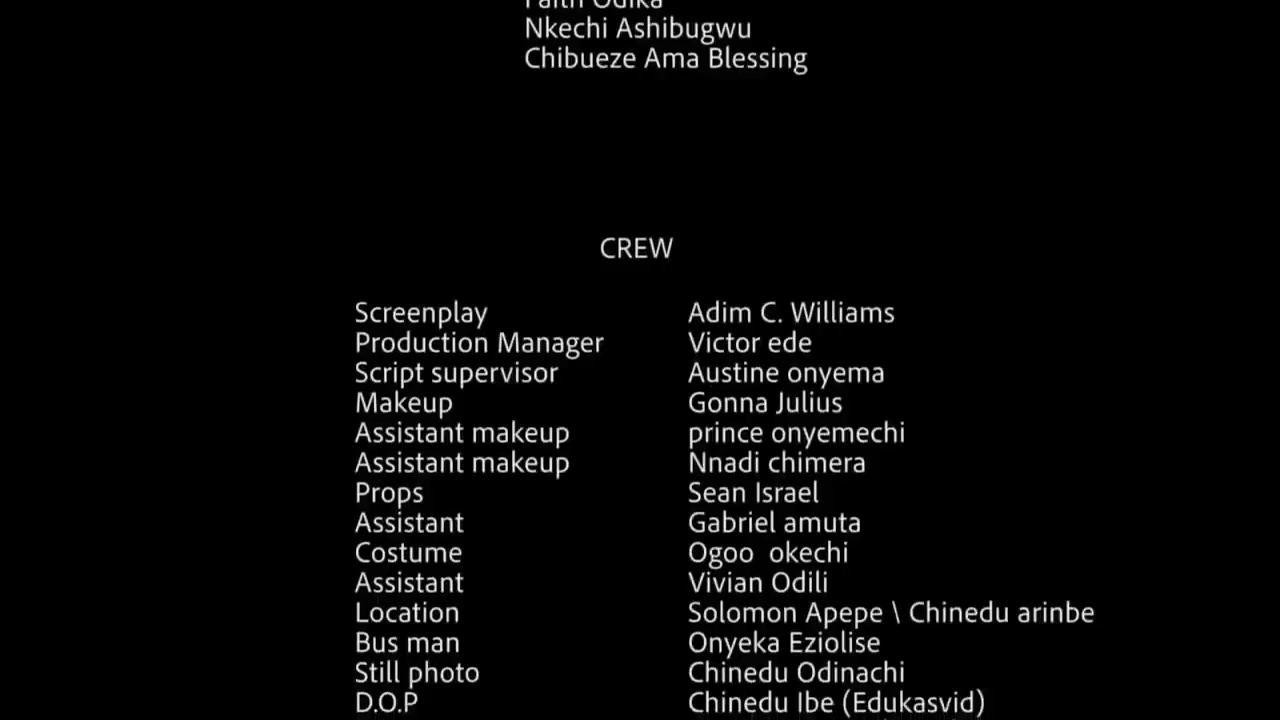 Faith Odika
Nkechi Ashibugwu
Chibueze Ama Blessing
CREW
Screenplay Adim C. Williams
Production Manager Victor ede
Script supervisor Austine onyema
Makeup Gonna Julius
Assistant makeup prince onyemechi
Assistant makeup Nnadi chimera
Props Sean Israel
Assistant Gabriel amuta
Costume Ogoo okechi
Assistant Vivian Odili
Location Solomon Apepe \ Chinedu arinbe
Bus man Onyeka Eziolise
Still photo Chinedu Odinachi
D.O.P Chinedu Ibe (Edukasvid)